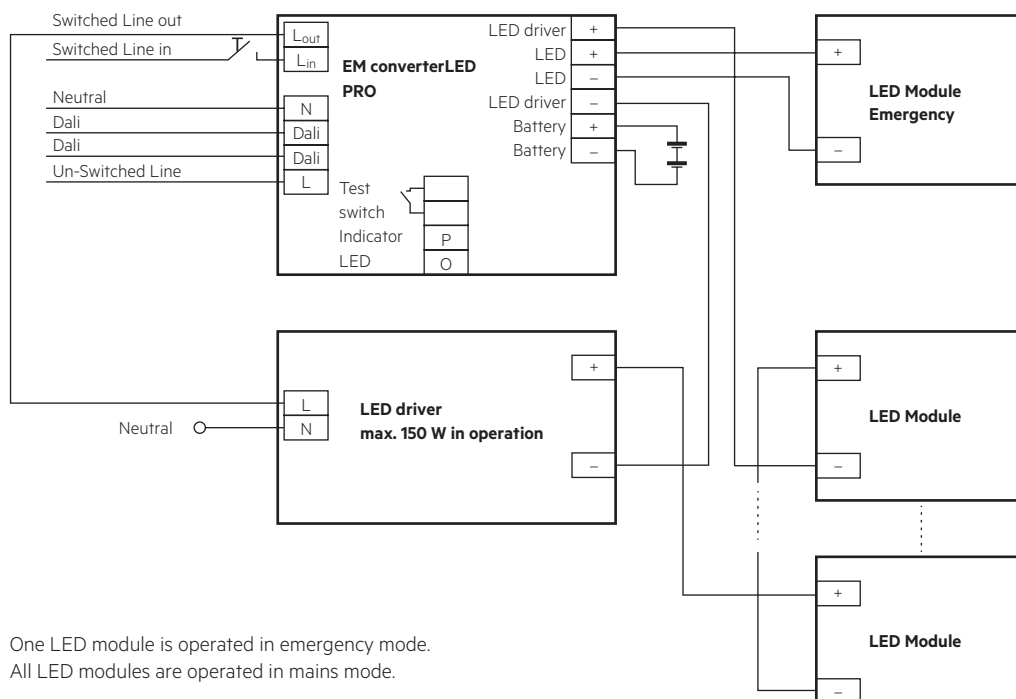 Switched Line out
Switched Line in
Neutral
Dali
Dali
Un-Switched Line
Lout
Lin
N
Dali
Dali
L
EM converterLED
PRO
Test
switch
Indicator
LED
P
O
LED driver +
LED +
LED –
LED driver –
Battery +
Battery –
+
–
LED Module
Emergency
Neutral
L
N
LED driver
max. 150 W in operation
+
–
+
–
LED Module
+
–
LED Module
One LED module is operated in emergency mode.
All LED modules are operated in mains mode.